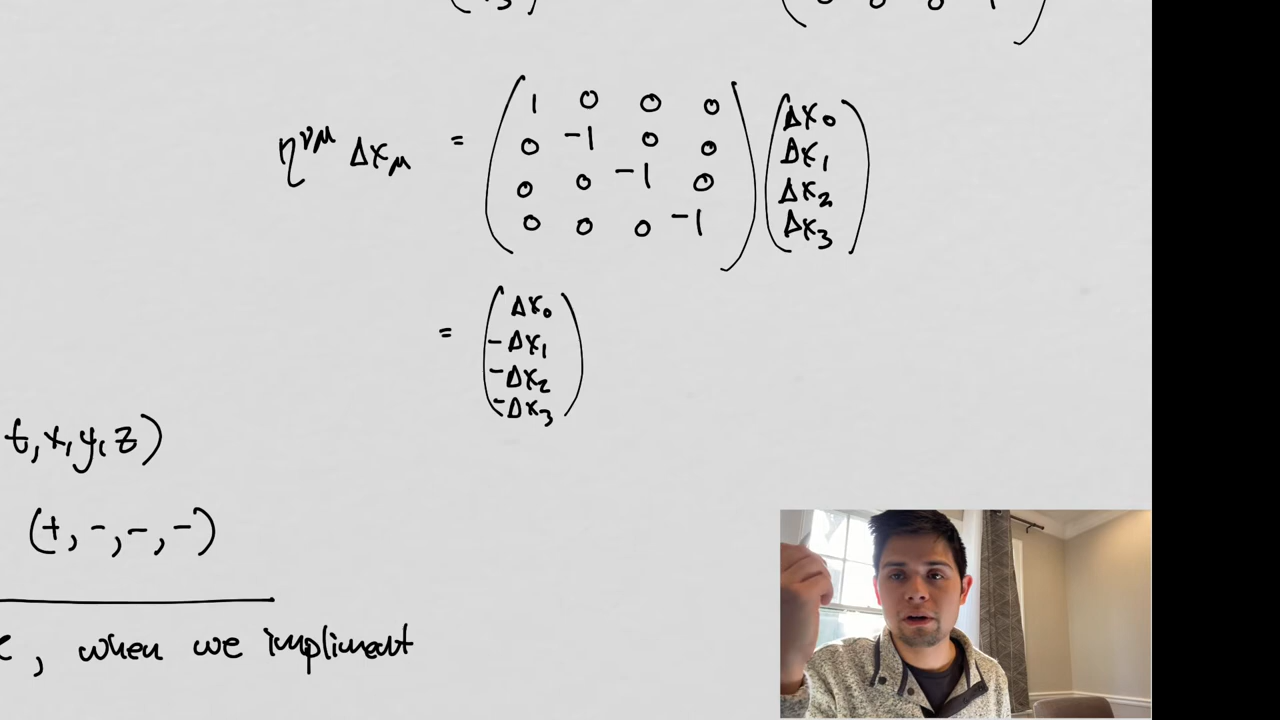 η^{νμ} Δx_μ = ( 1 0 0 0 ) ( Δx_0 )
( 0 -1 0 0 ) ( Δx_1 )
( 0 0 -1 0 ) ( Δx_2 )
( 0 0 0 -1 ) ( Δx_3 )
= ( Δx_0 )
( -Δx_1 )
( -Δx_2 )
( -Δx_3 )
t, x, y, z )
(+, -, -, -)
, when we impliment